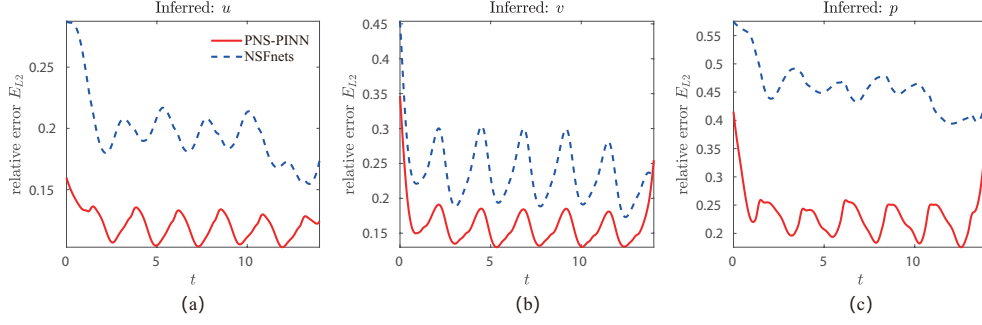 Inferred: u
relative error E_{L2}
0.25
0.2
0.15
0
5
10
t
PNS-PINN
NSFnets
(a)
Inferred: v
relative error E_{L2}
0.45
0.4
0.35
0.3
0.25
0.2
0.15
0
5
10
t
(b)
Inferred: p
relative error E_{L2}
0.55
0.5
0.45
0.4
0.35
0.3
0.25
0.2
0
5
10
t
(c)